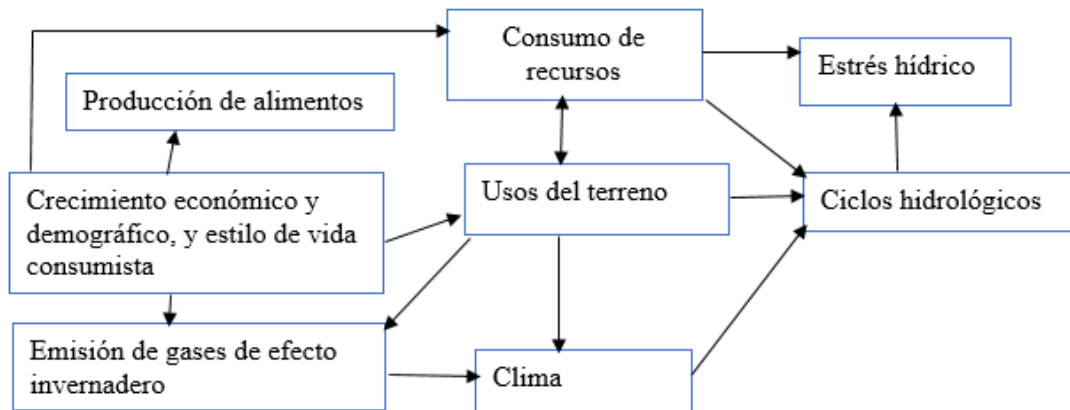 Consumo de
recursos
Estrés hídrico
Producción de alimentos
Crecimiento económico y
demográfico, y estilo de vida
consumista
Usos del terreno
Ciclos hidrológicos
Emisión de gases de efecto
invernadero
Clima